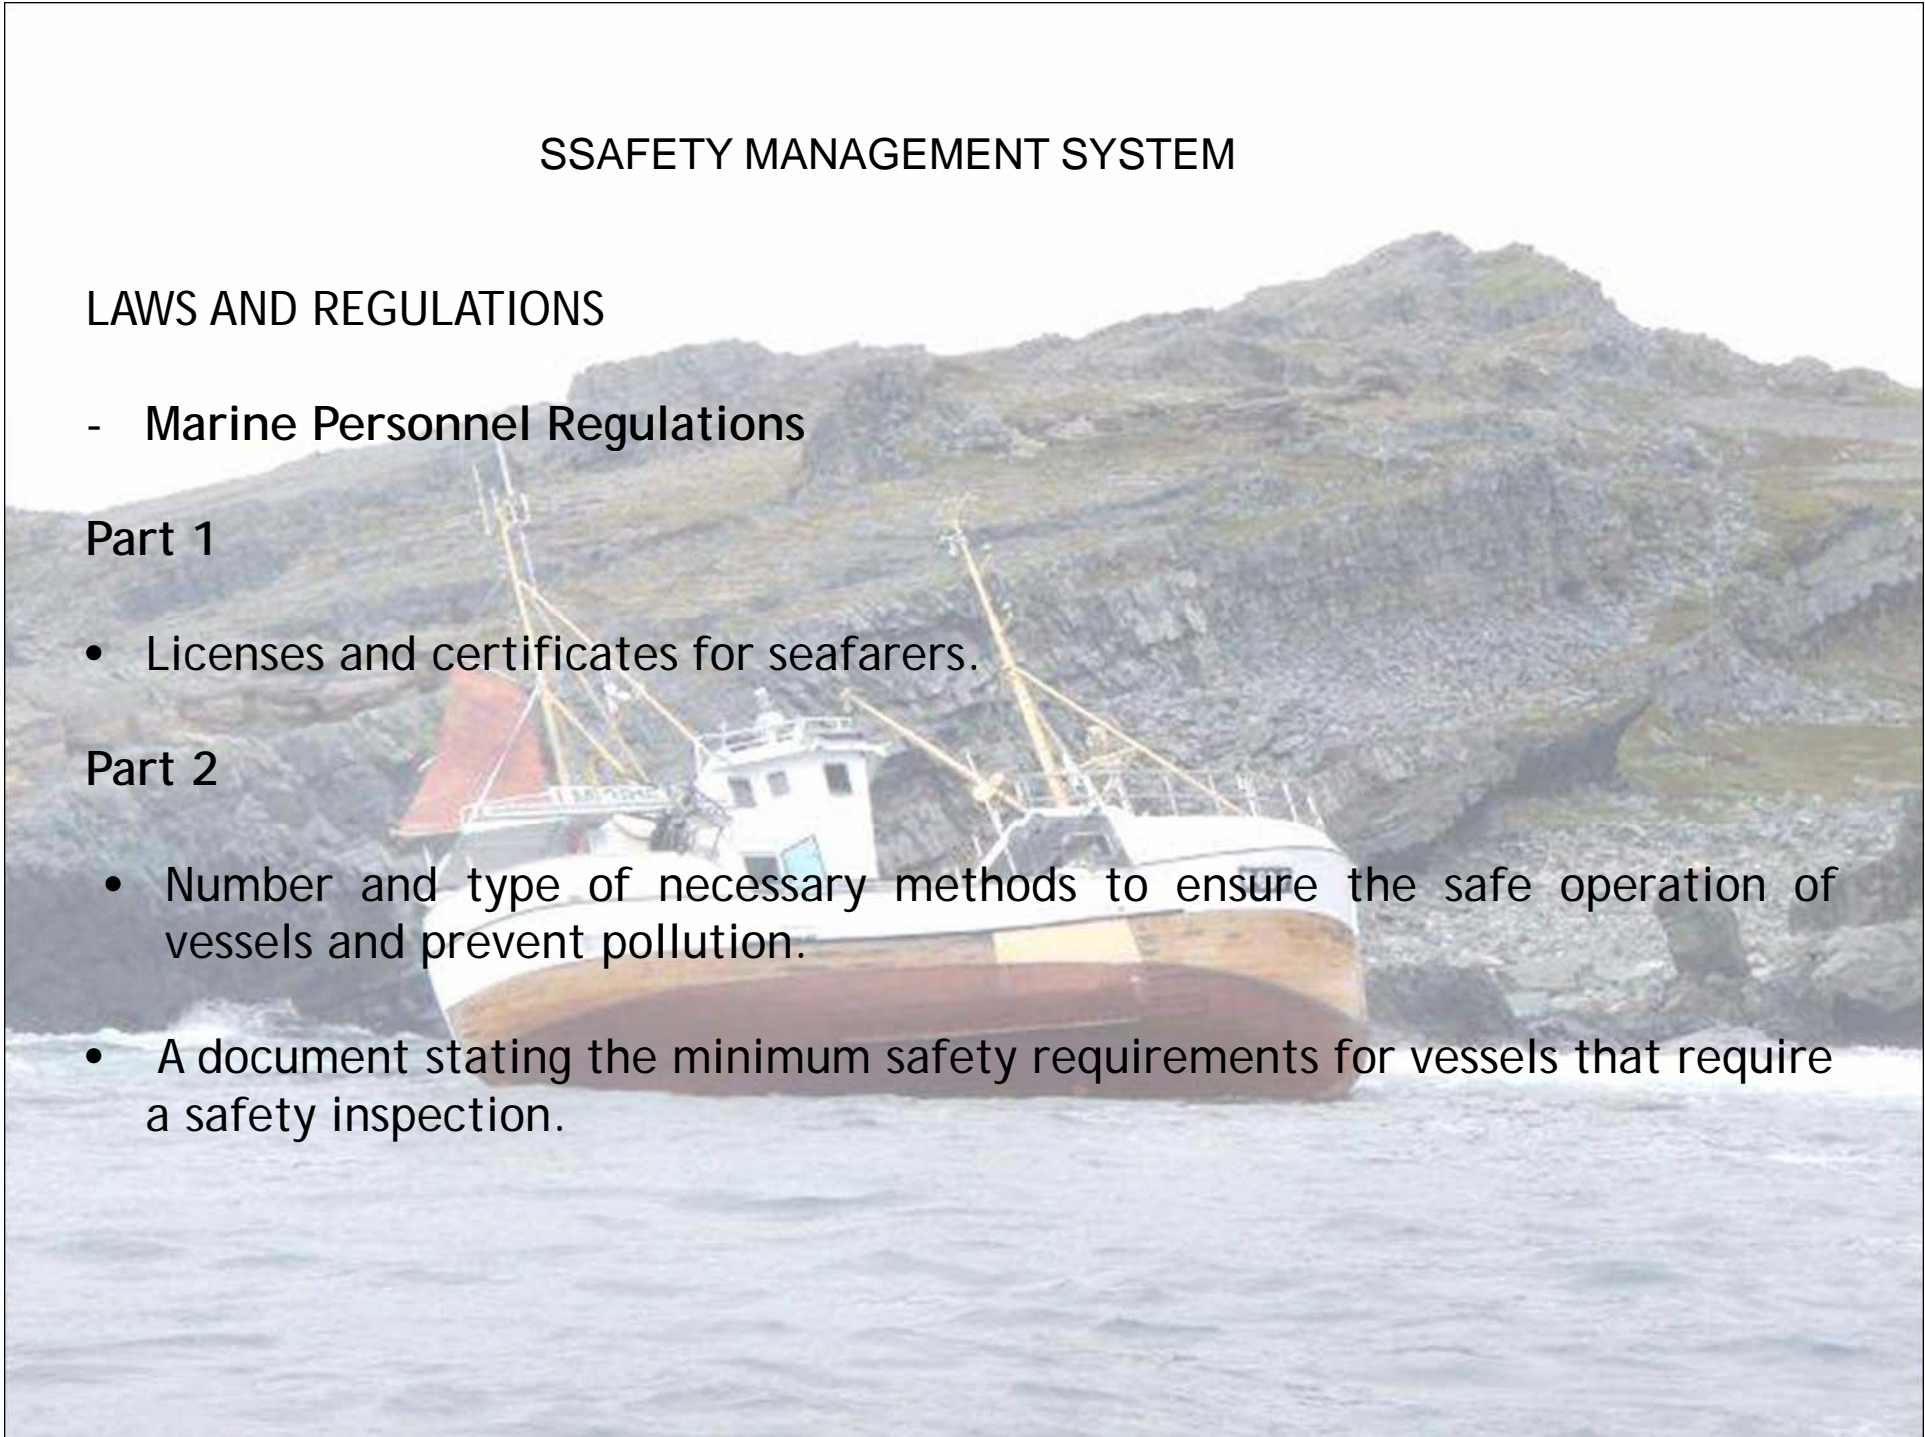 SSAFETY MANAGEMENT SYSTEM
LAWS AND REGULATIONS
- Marine Personnel Regulations
Part 1
• Licenses and certificates for seafarers.
Part 2
• Number and type of necessary methods to ensure the safe operation of
vessels and prevent pollution.
• A document stating the minimum safety requirements for vessels that require
a safety inspection.